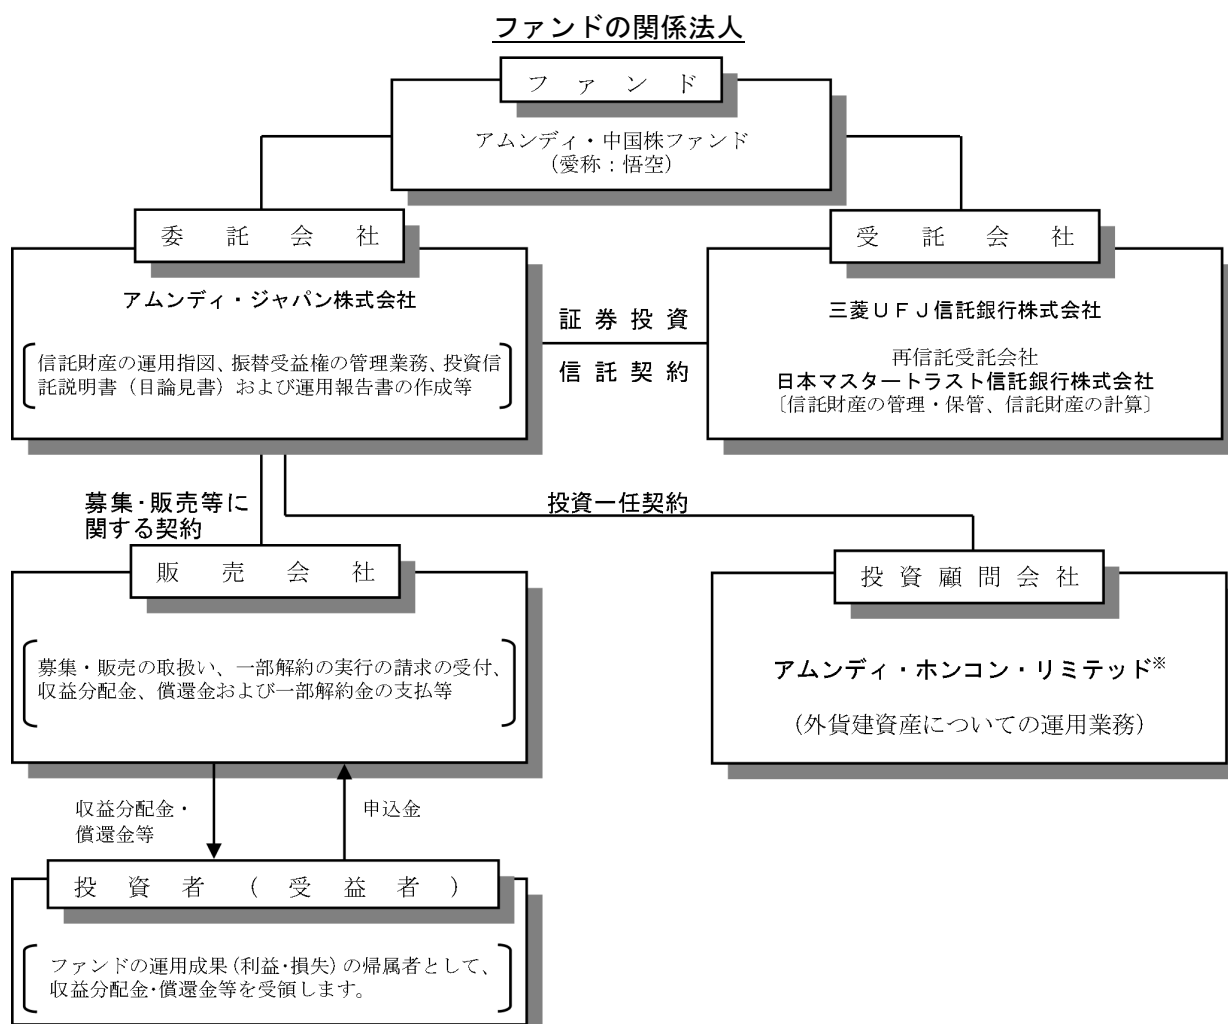 ファンドの関係法人
ファンド
アムンディ・中国株ファンド
（愛称：悟空）
委託会社
アムンディ・ジャパン株式会社
信託財産の運用指図、振替受益権の管理業務、投資信
託説明書（目論見書）および運用報告書の作成等
証券投資
信託契約
受託会社
三菱ＵＦＪ信託銀行株式会社
再信託受託会社
日本マスタートラスト信託銀行株式会社
〔信託財産の管理・保管、信託財産の計算〕
募集・販売等に
関する契約
投資一任契約
販売会社
募集・販売の取扱い、一部解約の実行の請求の受付、
収益分配金、償還金および一部解約金の支払等
投資顧問会社
アムンディ・ホンコン・リミテッド※
（外貨建資産についての運用業務）
収益分配金・
償還金等
申込金
投資者（受益者）
ファンドの運用成果（利益・損失）の帰属者として、
収益分配金・償還金等を受領します。